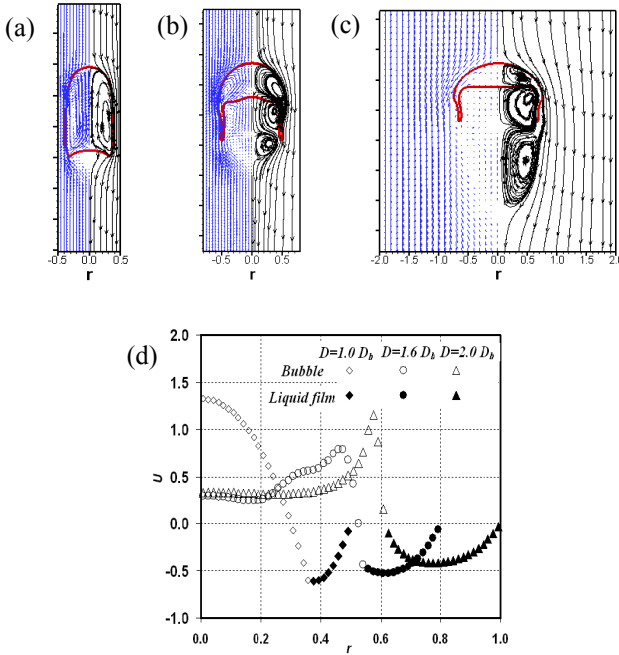 (a)
(b)
(c)
-0.5 0.0 0.5
r
-0.5 0.0 0.5
r
-2.0 -1.5 -1.0 -0.5 0.0 0.5 1.0 1.5 2.0
r
(d)
D=1.0 D_b D=1.6 D_b D=2.0 D_b
Bubble
Liquid film
2.0
1.5
1.0
0.5
0.0
-0.5
-1.0
U
0.0 0.2 0.4 0.6 0.8 1.0
r